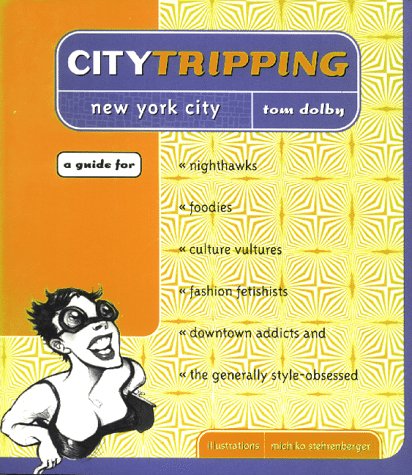 CITYTRIPPING
new york city tom dolby
a guide for
« nighthawks
« foodies
« culture vultures
« fashion fetishists
« downtown addicts and
« the generally style-obsessed
illustrations michiko stehrenberger